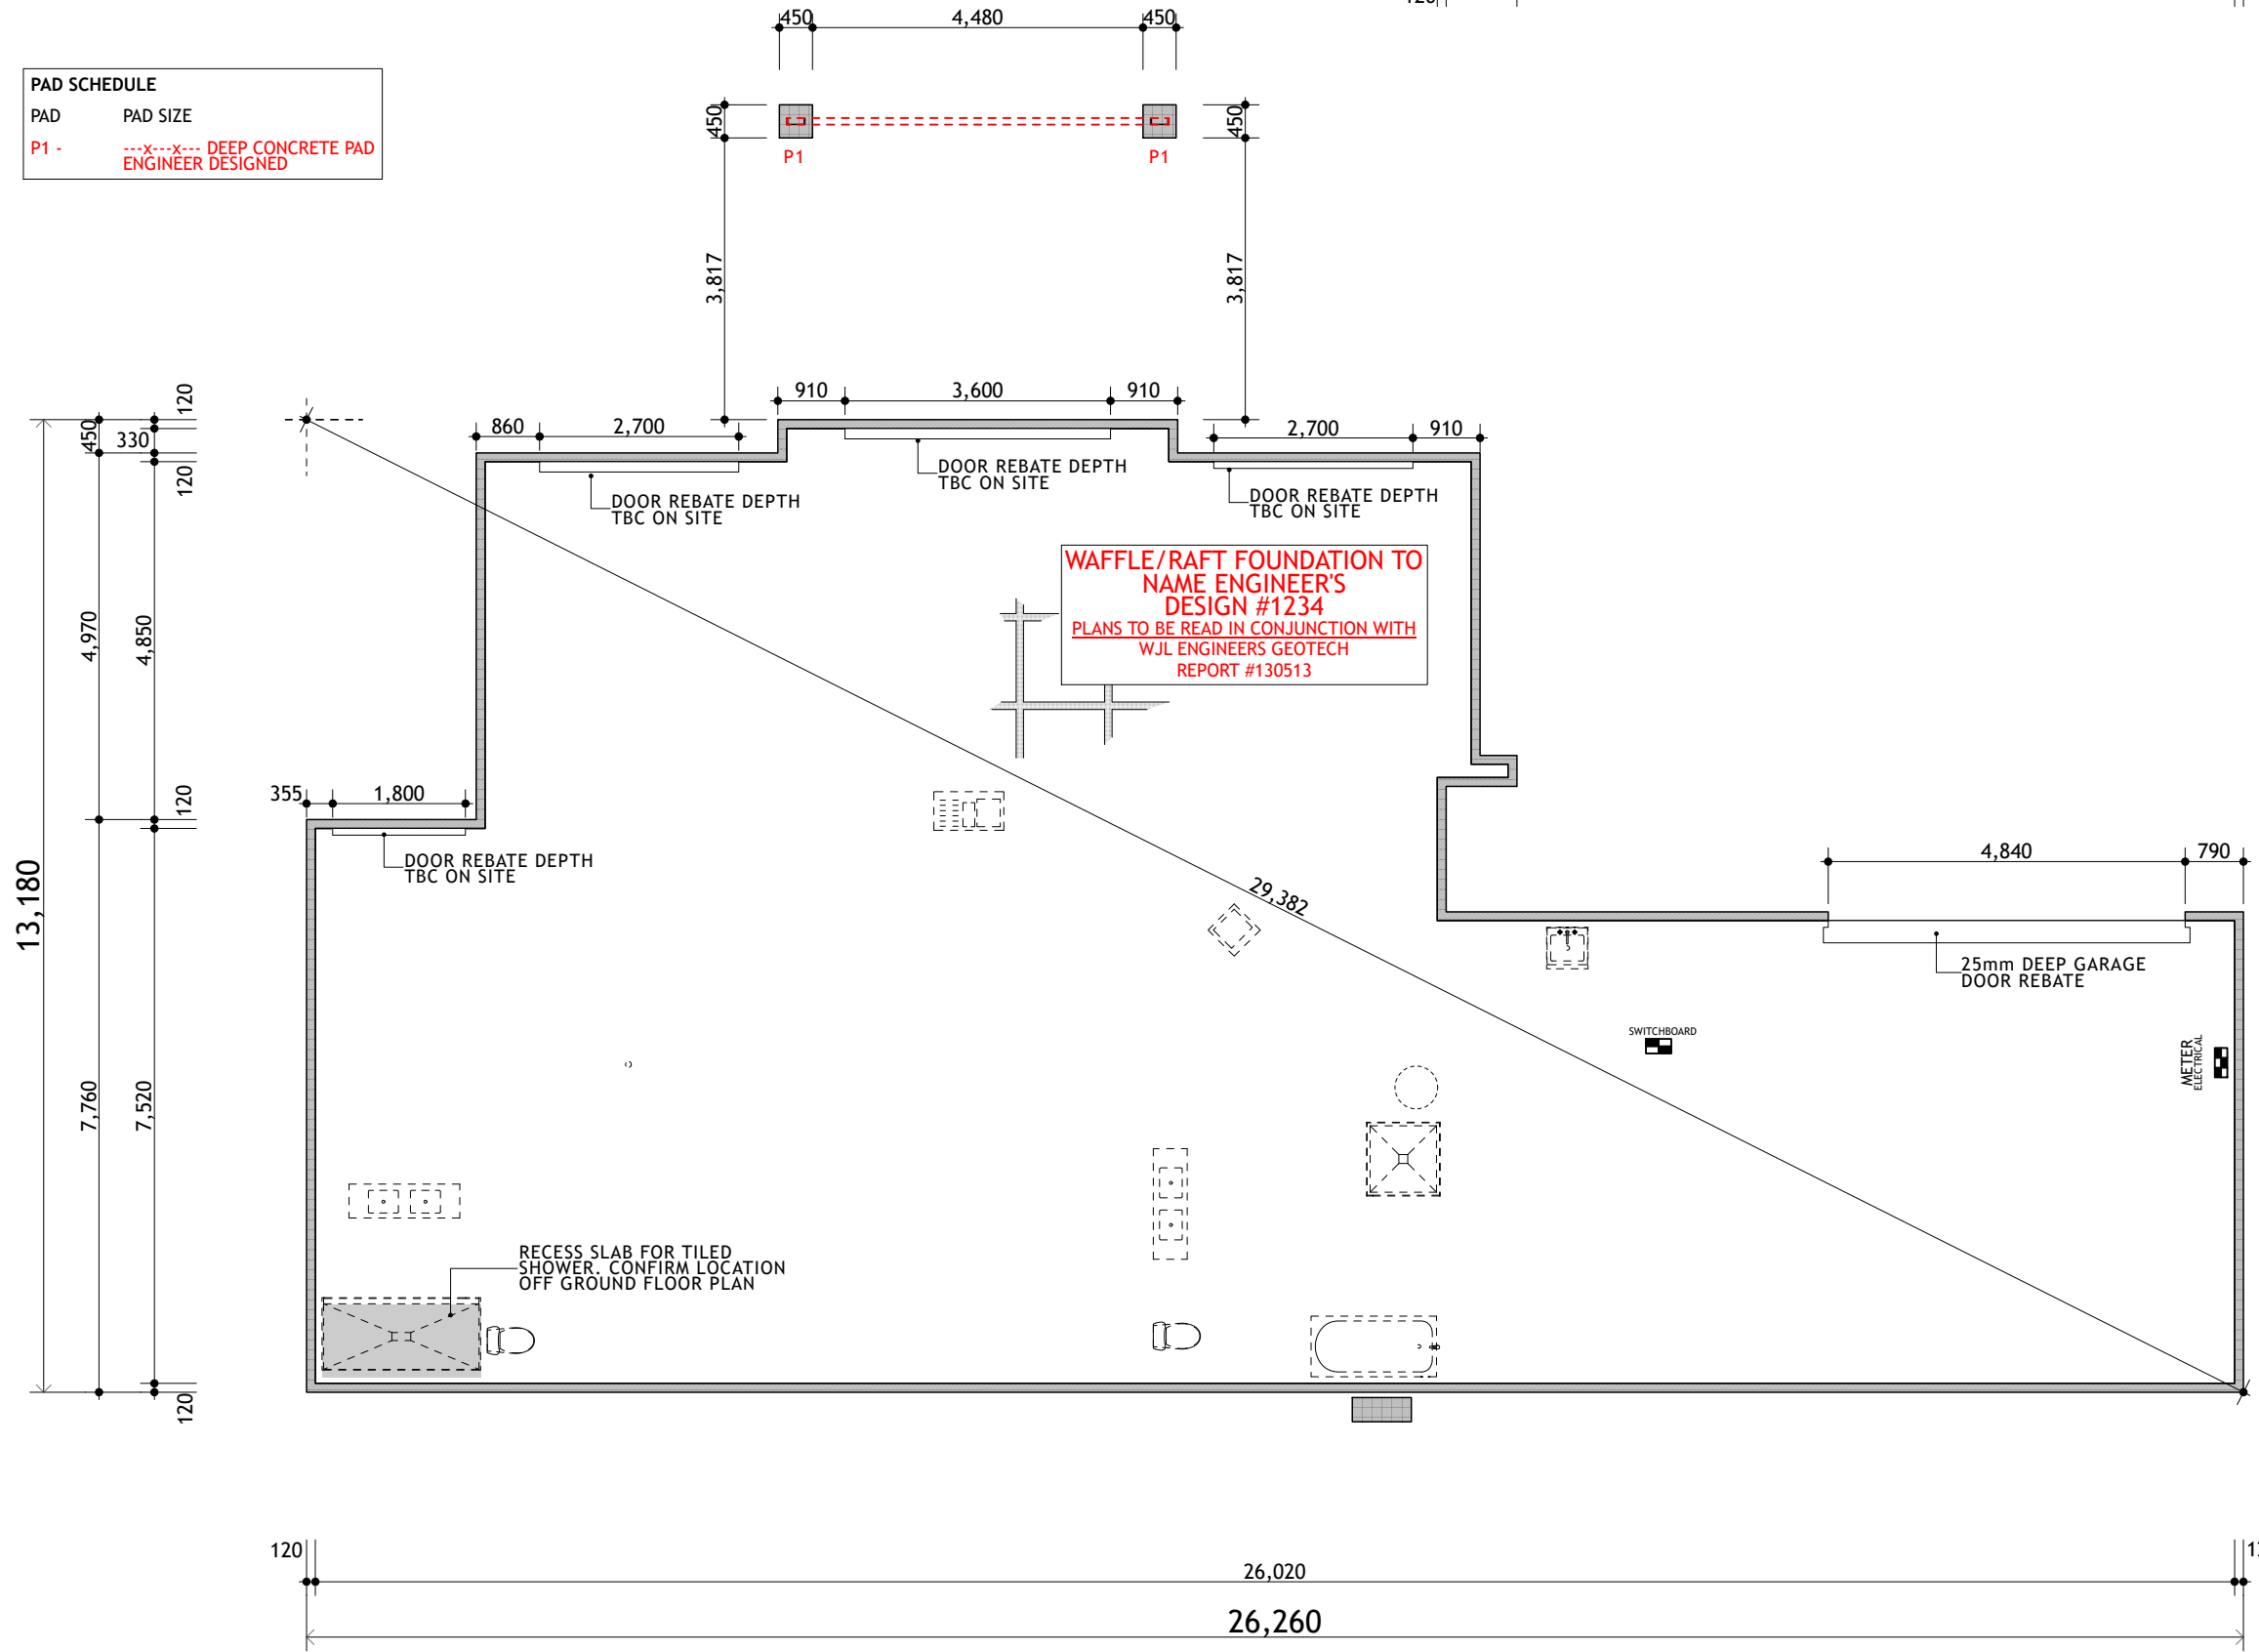 450
4,480
450
PAD SCHEDULE
PAD PAD SIZE
P1 - ---x---x--- DEEP CONCRETE PAD
ENGINEER DESIGNED
450
450
P1
P1
3,817
3,817
910
3,600
910
860
2,700
2,700
910
120
450
330
120
DOOR REBATE DEPTH
TBC ON SITE
DOOR REBATE DEPTH
TBC ON SITE
DOOR REBATE DEPTH
TBC ON SITE
WAFFLE/RAFT FOUNDATION TO
NAME ENGINEER'S
DESIGN #1234
PLANS TO BE READ IN CONJUNCTION WITH
WJL ENGINEERS GEOTECH
REPORT #130513
4,970
4,850
120
355
1,800
DOOR REBATE DEPTH
TBC ON SITE
13,180
29,382
4,840
790
25mm DEEP GARAGE
DOOR REBATE
SWITCHBOARD
METER
ELECTRICAL
7,760
7,520
RECESS SLAB FOR TILED
SHOWER. CONFIRM LOCATION
OFF GROUND FLOOR PLAN
120
120
26,020
26,260